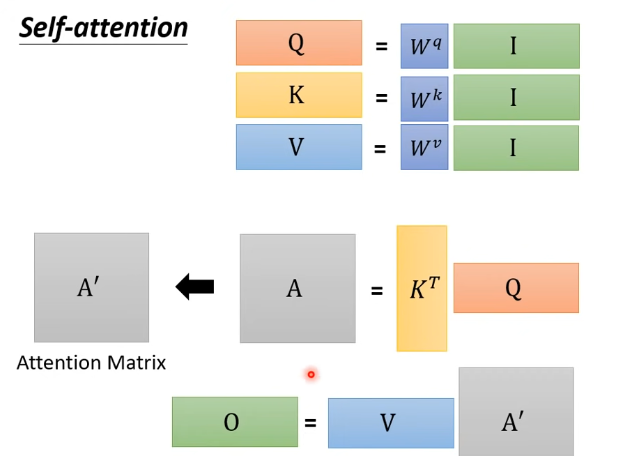 Self-attention
Q = W^q I
K = W^k I
V = W^v I
A′ A = K^T Q
Attention Matrix
O = V A′